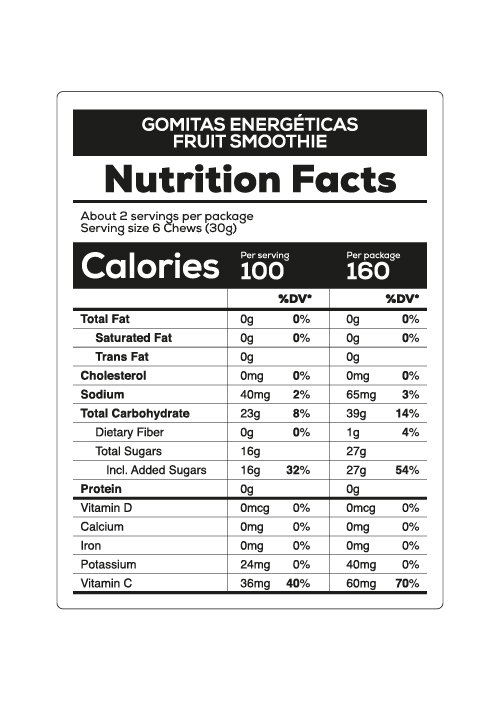 GOMITAS ENERGÉTICAS
FRUIT SMOOTHIE
Nutrition Facts
About 2 servings per package
Serving size 6 Chews (30g)
Calories Per serving 100 Per package 160
%DV* %DV*
Total Fat 0g 0% 0g 0%
Saturated Fat 0g 0% 0g 0%
Trans Fat 0g 0g
Cholesterol 0mg 0% 0mg 0%
Sodium 40mg 2% 65mg 3%
Total Carbohydrate 23g 8% 39g 14%
Dietary Fiber 0g 0% 1g 4%
Total Sugars 16g 27g
Incl. Added Sugars 16g 32% 27g 54%
Protein 0g 0g
Vitamin D 0mcg 0% 0mcg 0%
Calcium 0mg 0% 0mg 0%
Iron 0mg 0% 0mg 0%
Potassium 24mg 0% 40mg 0%
Vitamin C 36mg 40% 60mg 70%